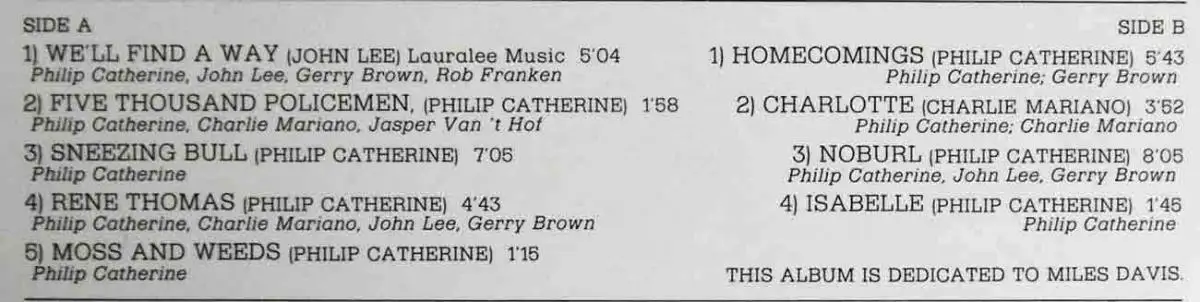 SIDE A
1) WE'LL FIND A WAY (JOHN LEE) Lauralee Music 5'04
Philip Catherine, John Lee, Gerry Brown, Rob Franken
2) FIVE THOUSAND POLICEMEN, (PHILIP CATHERINE) 1'58
Philip Catherine, Charlie Mariano, Jasper Van 't Hof
3) SNEEZING BULL (PHILIP CATHERINE) 7'05
Philip Catherine
4) RENE THOMAS (PHILIP CATHERINE) 4'43
Philip Catherine, Charlie Mariano, John Lee, Gerry Brown
5) MOSS AND WEEDS (PHILIP CATHERINE) 1'15
Philip Catherine
SIDE B
1) HOMECOMINGS (PHILIP CATHERINE) 5'43
Philip Catherine; Gerry Brown
2) CHARLOTTE (CHARLIE MARIANO) 3'52
Philip Catherine; Charlie Mariano
3) NOBURL (PHILIP CATHERINE) 8'05
Philip Catherine, John Lee, Gerry Brown
4) ISABELLE (PHILIP CATHERINE) 1'45
Philip Catherine
THIS ALBUM IS DEDICATED TO MILES DAVIS.